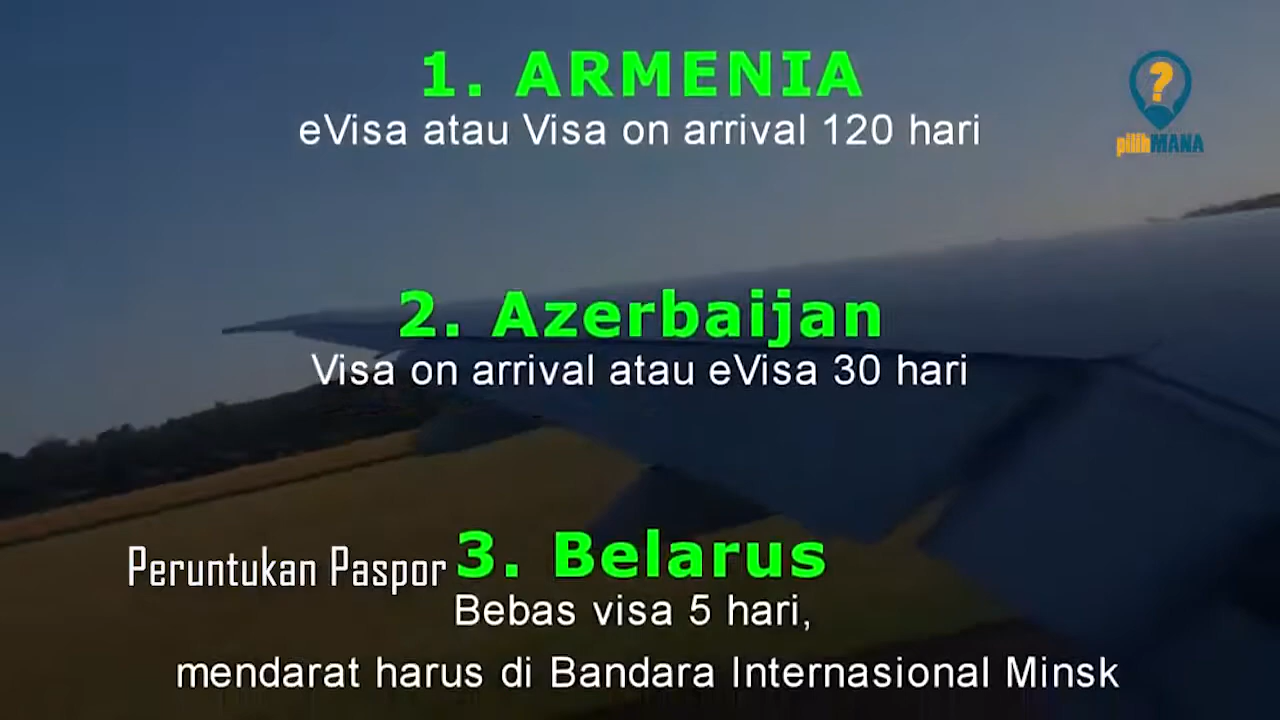 1. ARMENIA
eVisa atau Visa on arrival 120 hari
?
pilihMANA
2. Azerbaijan
Visa on arrival atau eVisa 30 hari
Peruntukan Paspor
3. Belarus
Bebas visa 5 hari,
mendarat harus di Bandara Internasional Minsk